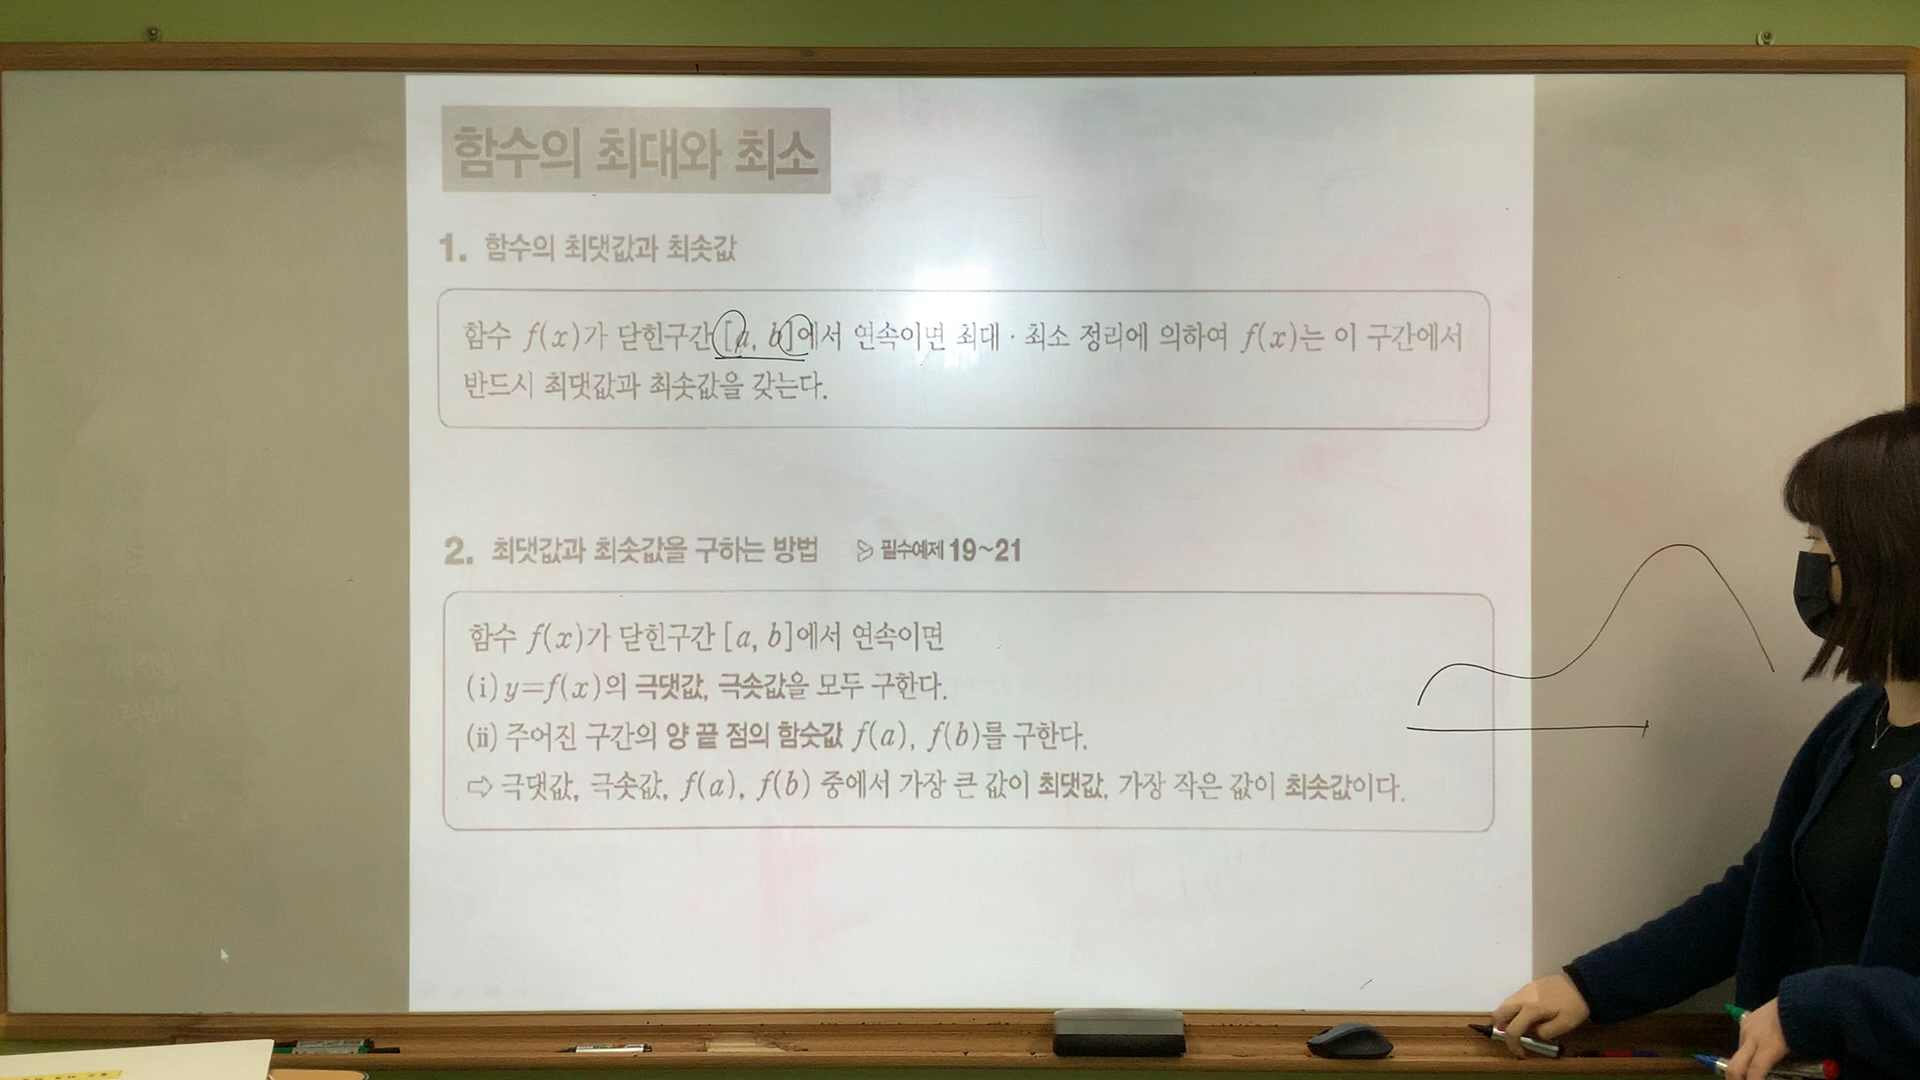 함수의 최대와 최소
1. 함수의 최댓값과 최솟값
함수 f(x)가 닫힌구간 [a, b]에서 연속이면 최대·최소 정리에 의하여 f(x)는 이 구간에서
반드시 최댓값과 최솟값을 갖는다.
2. 최댓값과 최솟값을 구하는 방법 ▷ 필수예제 19~21
함수 f(x)가 닫힌구간 [a, b]에서 연속이면
(i) y=f(x)의 극댓값, 극솟값을 모두 구한다.
(ii) 주어진 구간의 양 끝 점의 함숫값 f(a), f(b)를 구한다.
⇨ 극댓값, 극솟값, f(a), f(b) 중에서 가장 큰 값이 최댓값, 가장 작은 값이 최솟값이다.